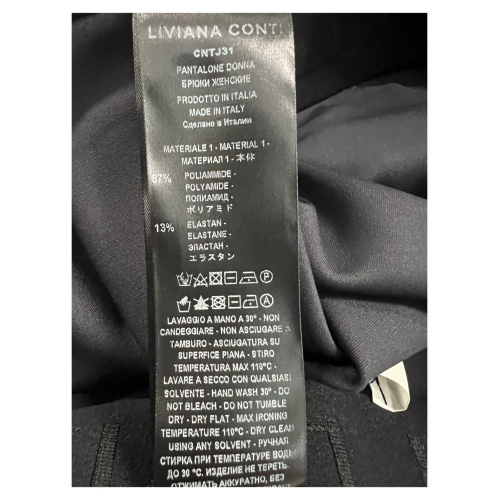 LIVIANA CONTI
CNTJ31
PANTALONE DONNA
БРЮКИ ЖЕНСКИЕ
PRODOTTO IN ITALIA
MADE IN ITALY
Сделано в Италии
MATERIALE 1 - MATERIAL 1 -
МАТЕРИАЛ 1 - 本体
87% POLIAMMIDE -
POLYAMIDE -
ПОЛИАМИД -
ポリアミド
13% ELASTAN -
ELASTANE -
ЭЛАСТАН -
エラスタン
P
A
LAVAGGIO A MANO A 30° - NON
CANDEGGIARE - NON ASCIUGARE A
TAMBURO - ASCIUGATURA SU
SUPERFICE PIANA - STIRO
TEMPERATURA MAX 110°C -
LAVARE A SECCO CON QUALSIASI
SOLVENTE - HAND WASH 30° - DO
NOT BLEACH - DO NOT TUMBLE
DRY - DRY FLAT - MAX IRONING
TEMPERATURE 110°C - DRY CLEAN
USING ANY SOLVENT - РУЧНАЯ
СТИРКА ПРИ ТЕМПЕРАТУРЕ ВОДЫ
ДО 30 °C. ИЗДЕЛИЕ НЕ ТЕРЕТЬ.
ОТЖИМАТЬ АККУРАТНО, БЕЗ